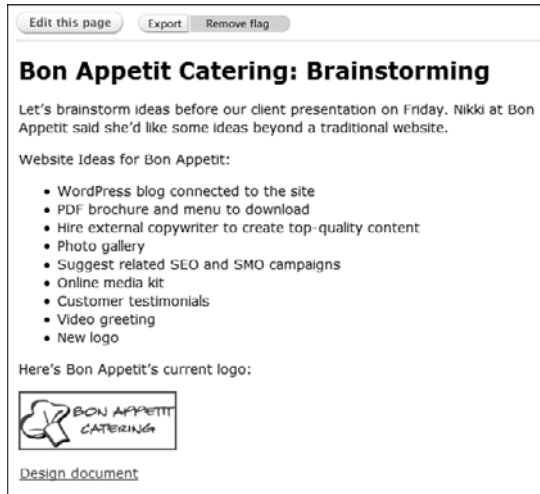 Edit this page
Export Remove flag
Bon Appetit Catering: Brainstorming
Let's brainstorm ideas before our client presentation on Friday. Nikki at Bon
Appetit said she'd like some ideas beyond a traditional website.
Website Ideas for Bon Appetit:
• WordPress blog connected to the site
• PDF brochure and menu to download
• Hire external copywriter to create top-quality content
• Photo gallery
• Suggest related SEO and SMO campaigns
• Online media kit
• Customer testimonials
• Video greeting
• New logo
Here's Bon Appetit's current logo:
BON APPETIT
CATERING
Design document